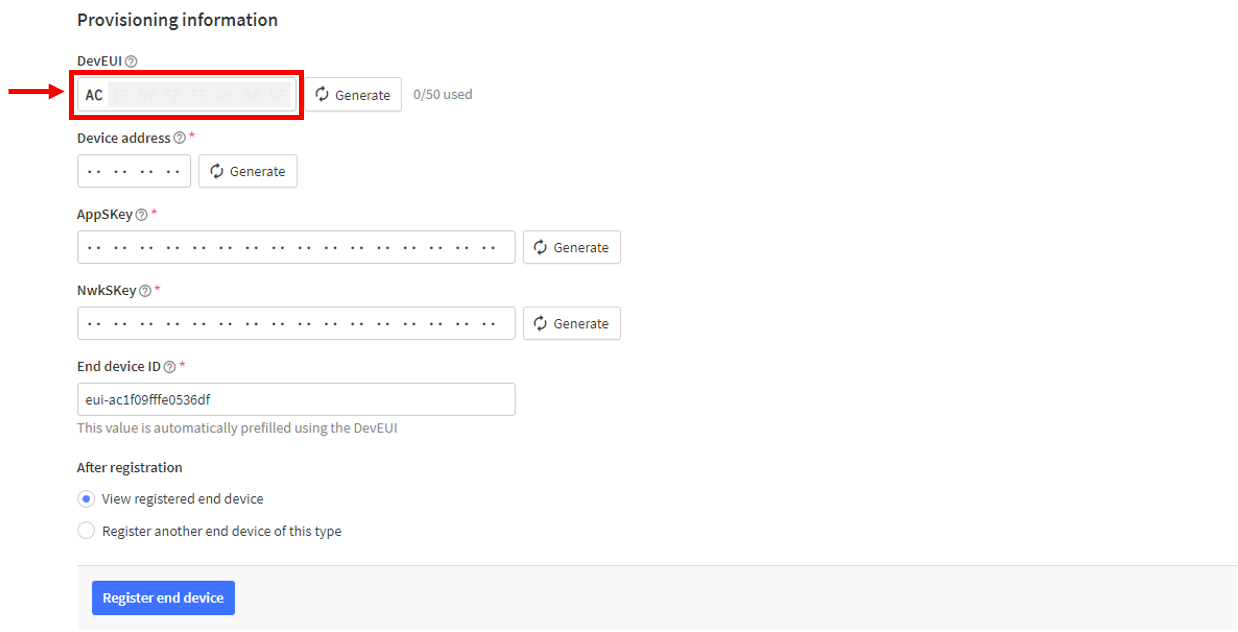 Provisioning information
DevEUI
AC
Generate
0/50 used
Device address *
·· ·· ·· ··
Generate
AppSKey *
·· ·· ·· ·· ·· ·· ·· ·· ·· ·· ·· ·· ·· ·· ·· ··
Generate
NwkSKey *
·· ·· ·· ·· ·· ·· ·· ·· ·· ·· ·· ·· ·· ·· ·· ··
Generate
End device ID *
eui-ac1f09fffe0536df
This value is automatically prefilled using the DevEUI
After registration
View registered end device
Register another end device of this type
Register end device